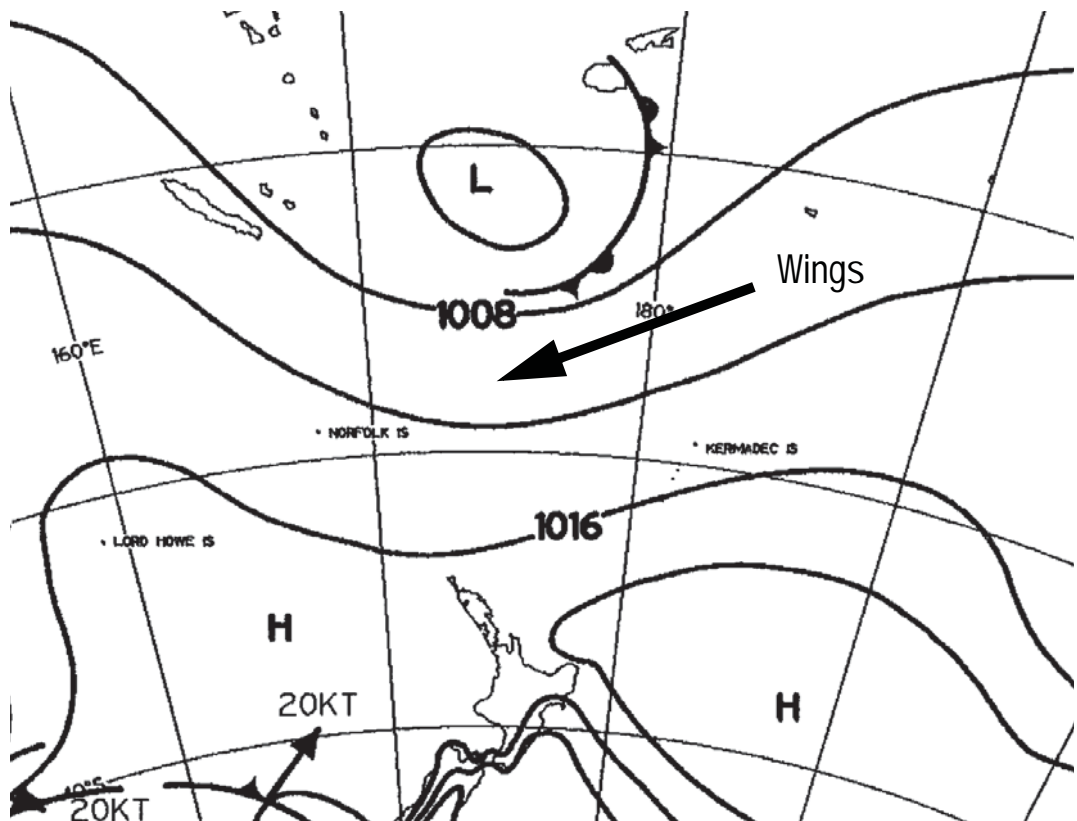 L
Wings
1008
180°
160°E
NORFOLK IS
KERMADEC IS
1016
LORD HOWE IS
H
20KT
H
20KT